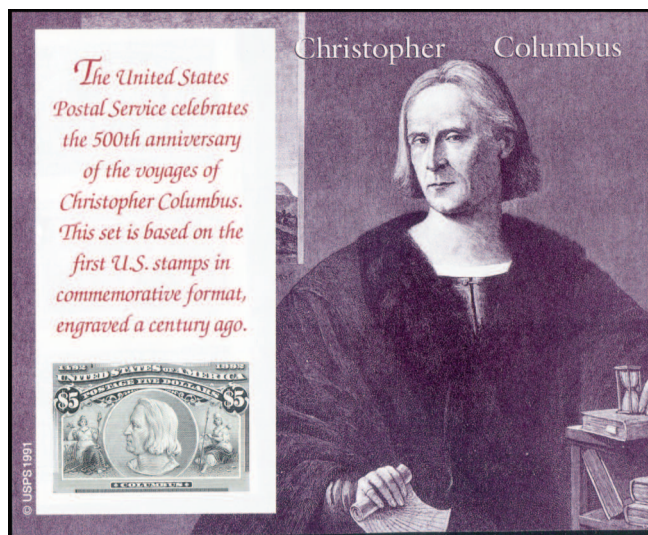 Christopher Columbus
The United States
Postal Service celebrates
the 500th anniversary
of the voyages of
Christopher Columbus.
This set is based on the
first U.S. stamps in
commemorative format,
engraved a century ago.
1492 1992
UNITED STATES OF AMERICA
POSTAGE FIVE DOLLARS
$5 $5
COLUMBUS
© USPS 1991